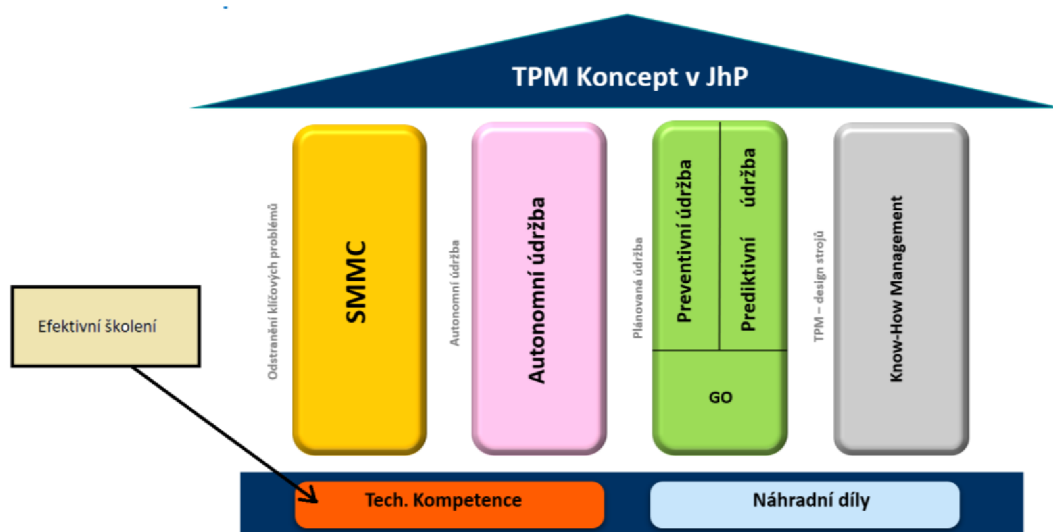 TPM Koncept v JhP
Efektivní školení
Odstranění klíčových problémů
SMMC
Autonomní údržba
Autonomní údržba
Plánovaná údržba
Preventivní údržba
Prediktivní údržba
GO
TPM – design strojů
Know-How Management
Tech. Kompetence
Náhradní díly